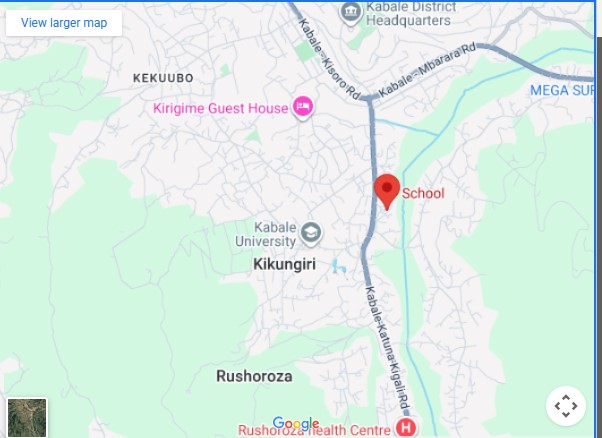 View larger map
Kabale District
Headquarters
Kabale - Kisoro Rd
Kabale - Mbarara Rd
KEKUUBO
MEGA SUP
Kirigime Guest House
School
Kabale
University
Kikungiri
Kabale-Katuna-Kigali Rd
Rushoroza
Google
Rushoroza health Centre
H